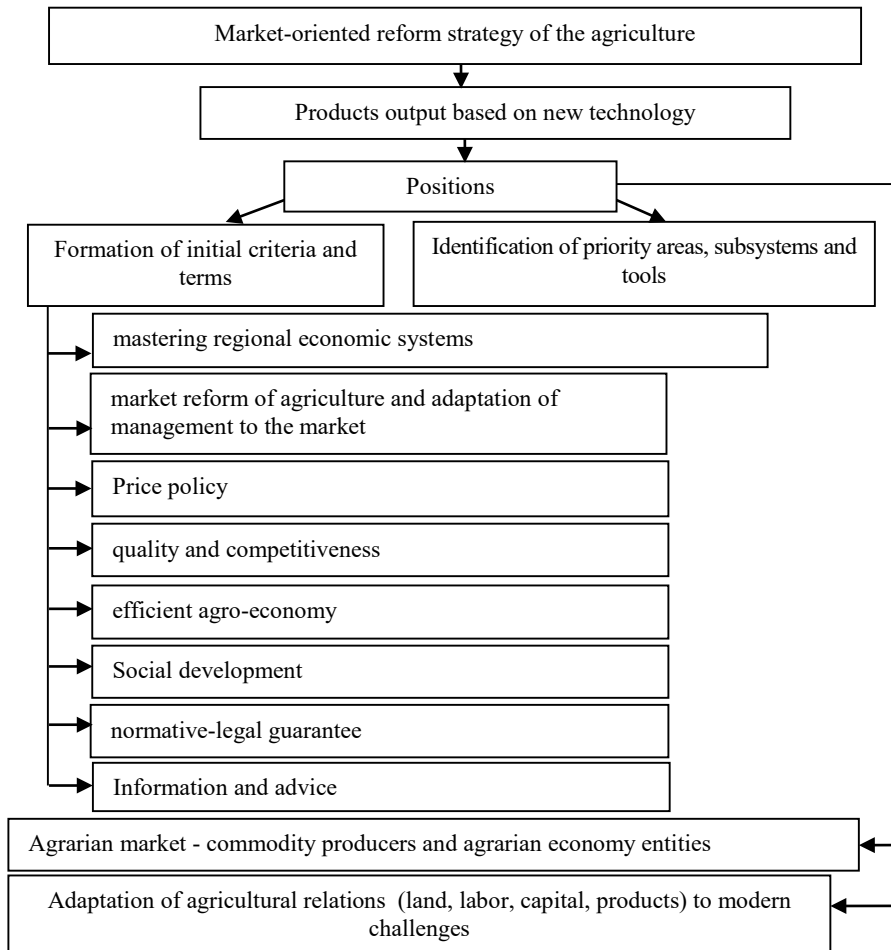 Market-oriented reform strategy of the agriculture
Products output based on new technology
Positions
Formation of initial criteria and
terms
Identification of priority areas, subsystems and
tools
mastering regional economic systems
market reform of agriculture and adaptation of
management to the market
Price policy
quality and competitiveness
efficient agro-economy
Social development
normative-legal guarantee
Information and advice
Agrarian market - commodity producers and agrarian economy entities
Adaptation of agricultural relations (land, labor, capital, products) to modern
challenges